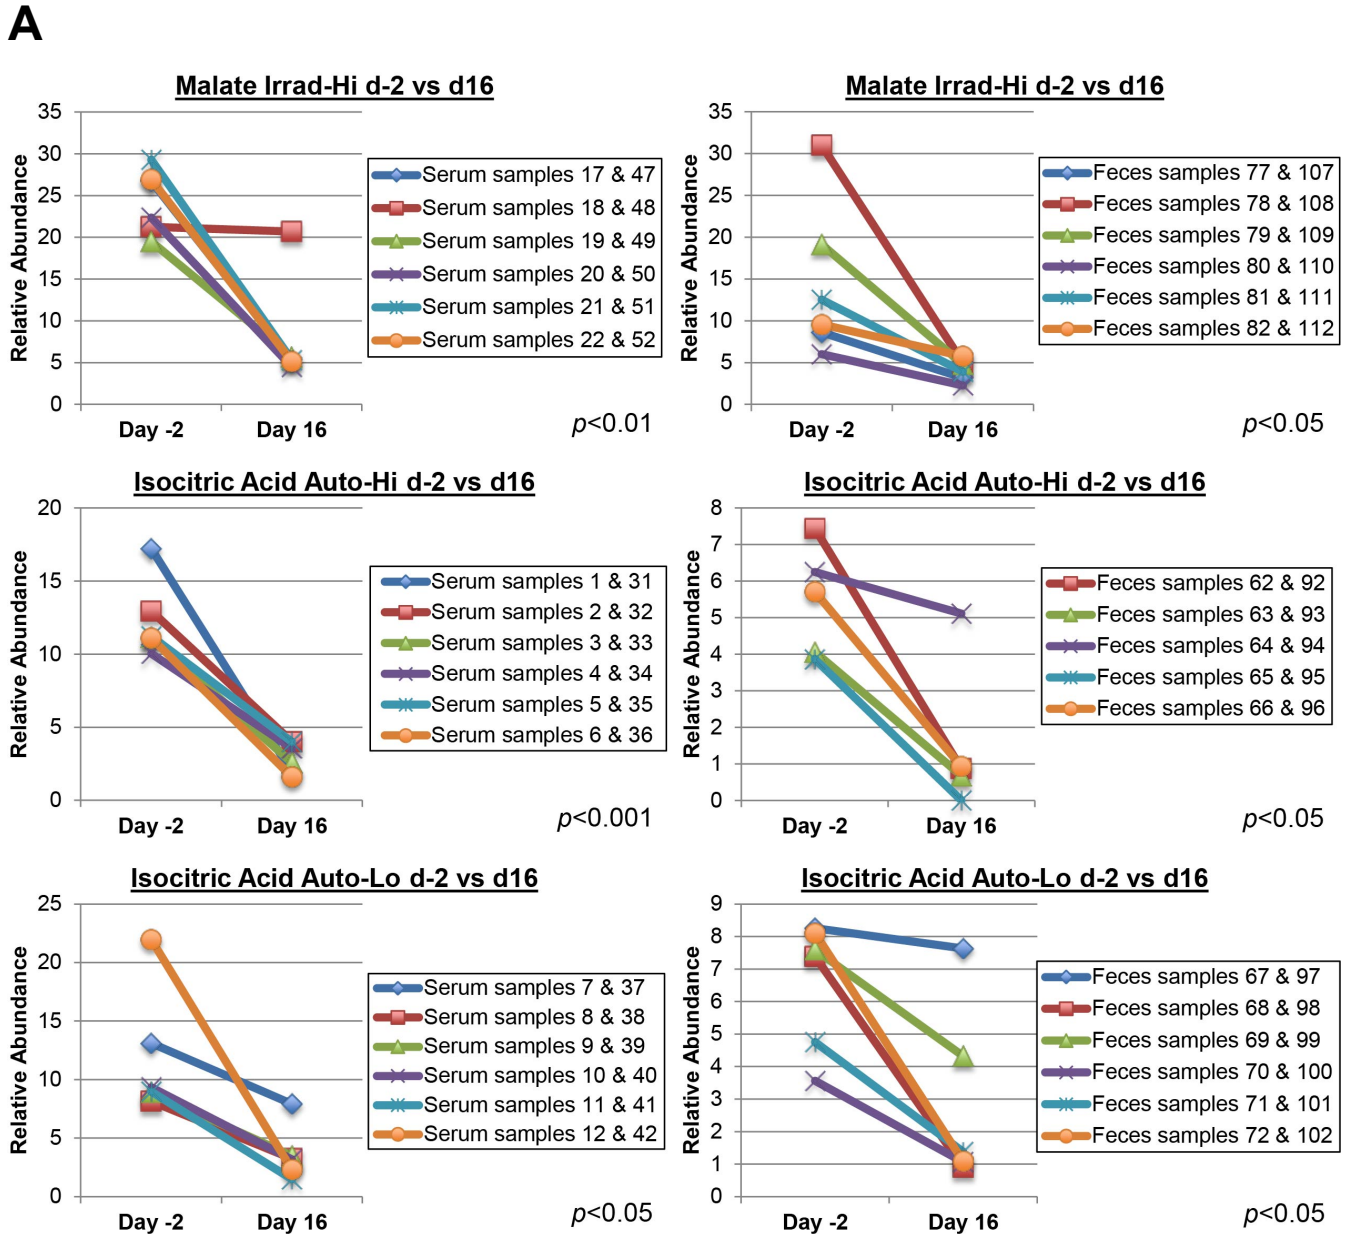 A
Malate Irrad-Hi d-2 vs d16
Relative Abundance
35
30
25
20
15
10
5
0
Day -2
Day 16
Serum samples 17 & 47
Serum samples 18 & 48
Serum samples 19 & 49
Serum samples 20 & 50
Serum samples 21 & 51
Serum samples 22 & 52
p<0.01
Malate Irrad-Hi d-2 vs d16
Relative Abundance
35
30
25
20
15
10
5
0
Day -2
Day 16
Feces samples 77 & 107
Feces samples 78 & 108
Feces samples 79 & 109
Feces samples 80 & 110
Feces samples 81 & 111
Feces samples 82 & 112
p<0.05
Isocitric Acid Auto-Hi d-2 vs d16
Relative Abundance
20
15
10
5
0
Day -2
Day 16
Serum samples 1 & 31
Serum samples 2 & 32
Serum samples 3 & 33
Serum samples 4 & 34
Serum samples 5 & 35
Serum samples 6 & 36
p<0.001
Isocitric Acid Auto-Hi d-2 vs d16
Relative Abundance
8
7
6
5
4
3
2
1
0
Day -2
Day 16
Feces samples 62 & 92
Feces samples 63 & 93
Feces samples 64 & 94
Feces samples 65 & 95
Feces samples 66 & 96
p<0.05
Isocitric Acid Auto-Lo d-2 vs d16
Relative Abundance
25
20
15
10
5
0
Day -2
Day 16
Serum samples 7 & 37
Serum samples 8 & 38
Serum samples 9 & 39
Serum samples 10 & 40
Serum samples 11 & 41
Serum samples 12 & 42
p<0.05
Isocitric Acid Auto-Lo d-2 vs d16
Relative Abundance
9
8
7
6
5
4
3
2
1
0
Day -2
Day 16
Feces samples 67 & 97
Feces samples 68 & 98
Feces samples 69 & 99
Feces samples 70 & 100
Feces samples 71 & 101
Feces samples 72 & 102
p<0.05